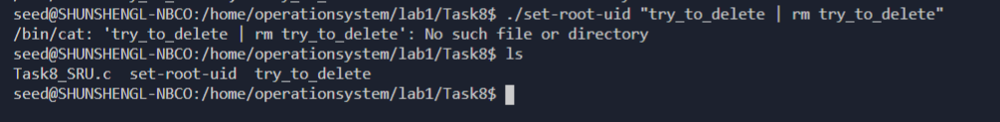 seed@SHUNSHENGL-NBCO:/home/operationsystem/lab1/Task8$ ./set-root-uid "try_to_delete | rm try_to_delete"
/bin/cat: 'try_to_delete | rm try_to_delete': No such file or directory
seed@SHUNSHENGL-NBCO:/home/operationsystem/lab1/Task8$ ls
Task8_SRU.c  set-root-uid  try_to_delete
seed@SHUNSHENGL-NBCO:/home/operationsystem/lab1/Task8$